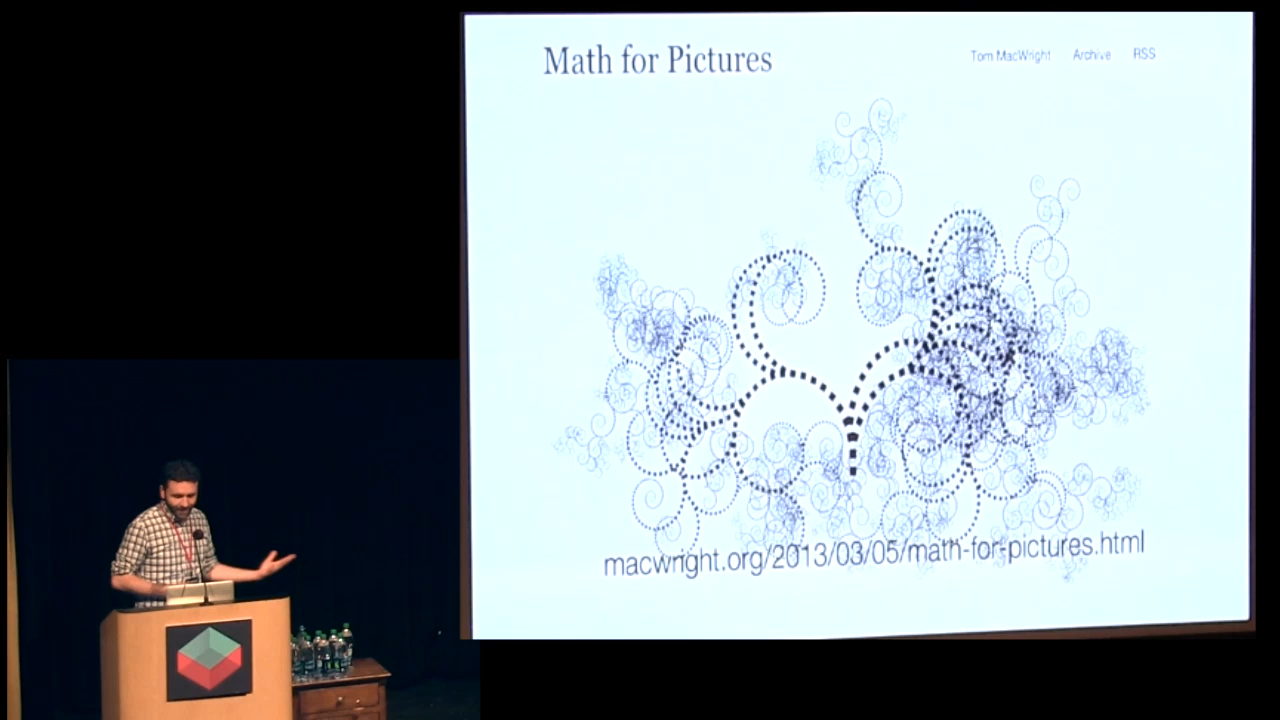 Math for Pictures
Tom MacWright Archive RSS
macwright.org/2013/03/05/math-for-pictures.html